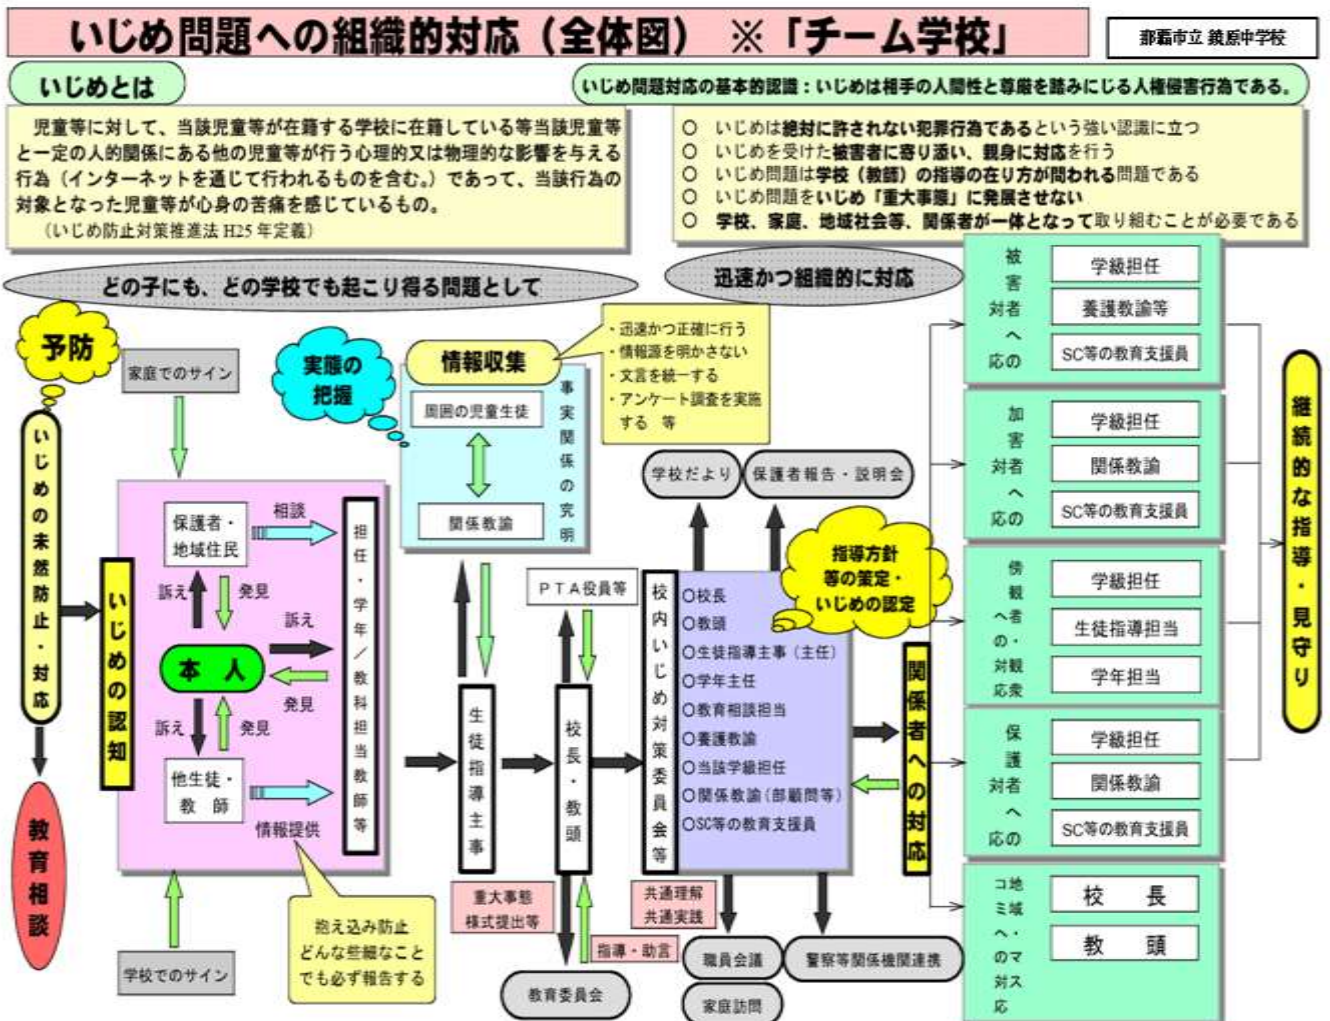 いじめ問題への組織的対応（全体図） ※「チーム学校」
那覇市立 鏡原中学校
いじめとは
児童等に対して、当該児童等が在籍する学校に在籍している等当該児童等
と一定の人的関係にある他の児童等が行う心理的又は物理的な影響を与える
行為（インターネットを通じて行われるものを含む。）であって、当該行為の
対象となった児童等が心身の苦痛を感じているもの。
（いじめ防止対策推進法 H25 年定義）
いじめ問題対応の基本的認識：いじめは相手の人間性と尊厳を踏みにじる人権侵害行為である。
○ いじめは絶対に許されない犯罪行為であるという強い認識に立つ
○ いじめを受けた被害者に寄り添い、親身に対応を行う
○ いじめ問題は学校（教師）の指導の在り方が問われる問題である
○ いじめ問題をいじめ「重大事態」に発展させない
○ 学校、家庭、地域社会等、関係者が一体となって取り組むことが必要である
どの子にも、どの学校でも起こり得る問題として
迅速かつ組織的に対応
予防
いじめの未然防止・対応
教育相談
家庭でのサイン
いじめの認知
保護者・
地域住民
相談
訴え
発見
訴え
本 人
発見
訴え
発見
他生徒・
教 師
情報提供
担任・学年／教科担当教師等
学校でのサイン
抱え込み防止
どんな些細なこと
でも必ず報告する
実態の
把握
情報収集
周囲の児童生徒
関係教諭
事実関係の究明
・迅速かつ正確に行う
・情報源を明かさない
・文言を統一する
・アンケート調査を実施
する 等
生徒指導主事
重大事態
様式提出等
ＰＴＡ役員等
校長・教頭
指導・助言
教育委員会
学校だより
保護者報告・説明会
校内いじめ対策委員会等
○校長
○教頭
○生徒指導主事（主任）
○学年主任
○教育相談担当
○養護教諭
○当該学級担任
○関係教諭（部顧問等）
○SC等の教育支援員
指導方針
等の策定・
いじめの認定
共通理解
共通実践
職員会議
家庭訪問
警察等関係機関連携
関係者への対応
被害者への対応
学級担任
養護教諭等
SC等の教育支援員
加害者への対応
学級担任
関係教諭
SC等の教育支援員
傍観者・観衆への対応
学級担任
生徒指導担当
学年担当
保護者への対応
学級担任
関係教諭
SC等の教育支援員
地域・マスコミへの対応
校 長
教 頭
継続的な指導・見守り